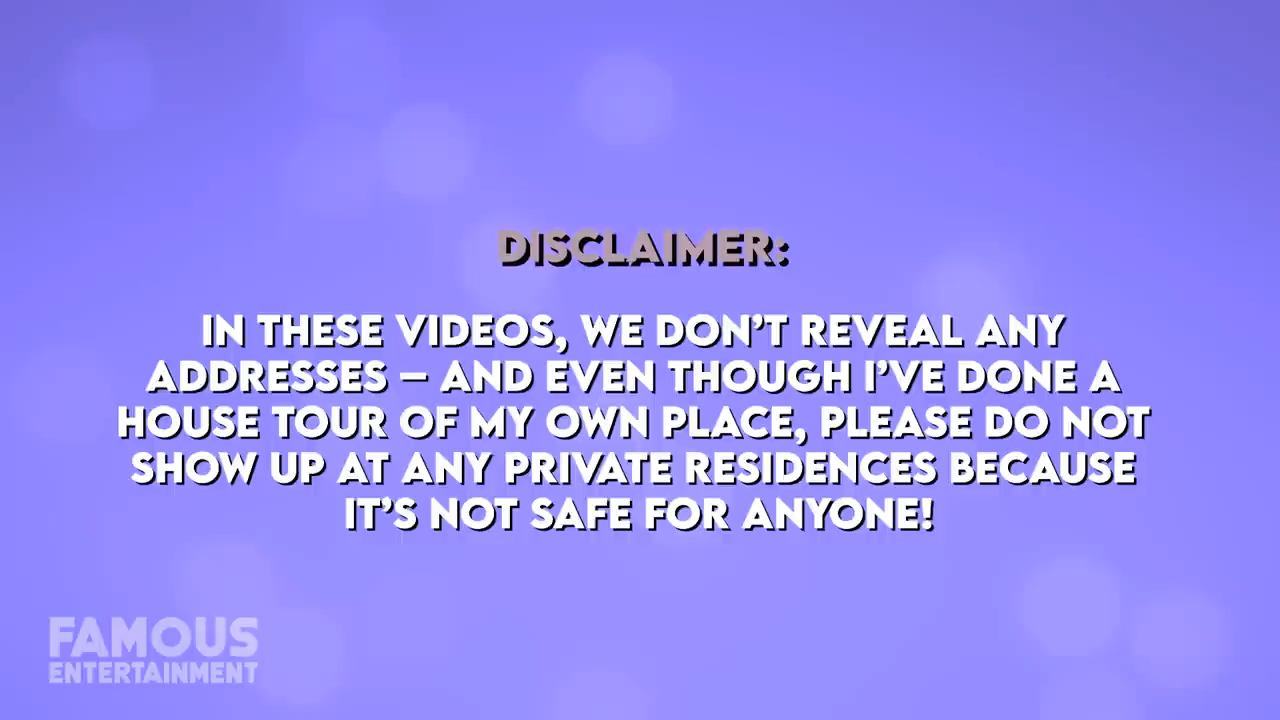 DISCLAIMER:
IN THESE VIDEOS, WE DON'T REVEAL ANY
ADDRESSES – AND EVEN THOUGH I'VE DONE A
HOUSE TOUR OF MY OWN PLACE, PLEASE DO NOT
SHOW UP AT ANY PRIVATE RESIDENCES BECAUSE
IT'S NOT SAFE FOR ANYONE!
FAMOUS
ENTERTAINMENT